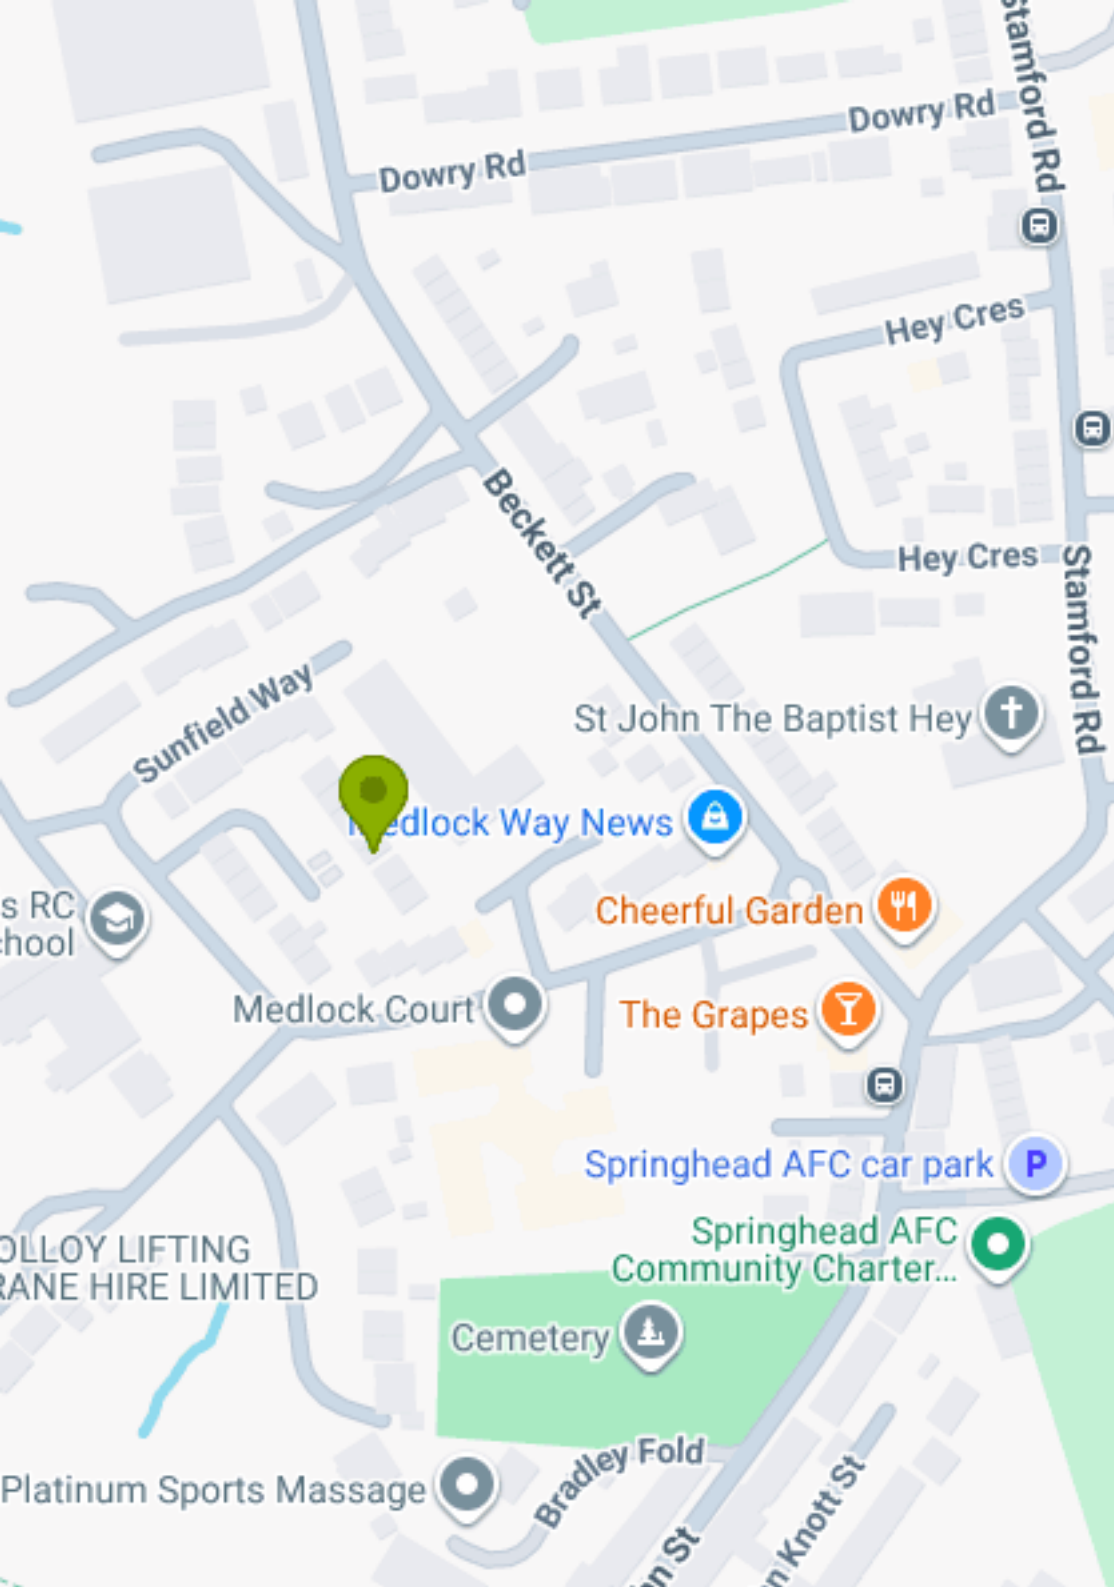 Stamford Rd
Dowry Rd
Dowry Rd
Hey Cres
Beckett St
Hey Cres
Stamford Rd
Sunfield Way
St John The Baptist Hey
Medlock Way News
s RC
chool
Cheerful Garden
Medlock Court
The Grapes
Springhead AFC car park
P
Springhead AFC
Community Charter...
OLLOY LIFTING
RANE HIRE LIMITED
Cemetery
Bradley Fold
Platinum Sports Massage
Knott St
St